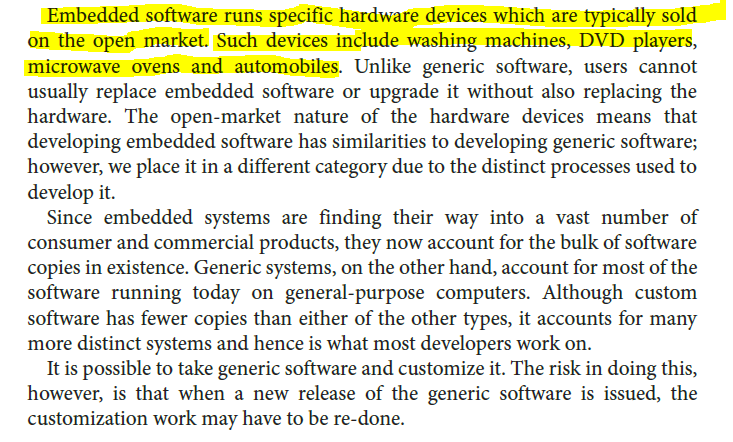 Embedded software runs specific hardware devices which are typically sold
on the open market. Such devices include washing machines, DVD players,
microwave ovens and automobiles. Unlike generic software, users cannot
usually replace embedded software or upgrade it without also replacing the
hardware. The open-market nature of the hardware devices means that
developing embedded software has similarities to developing generic software;
however, we place it in a different category due to the distinct processes used to
develop it.
Since embedded systems are finding their way into a vast number of
consumer and commercial products, they now account for the bulk of software
copies in existence. Generic systems, on the other hand, account for most of the
software running today on general-purpose computers. Although custom
software has fewer copies than either of the other types, it accounts for many
more distinct systems and hence is what most developers work on.
It is possible to take generic software and customize it. The risk in doing this,
however, is that when a new release of the generic software is issued, the
customization work may have to be re-done.